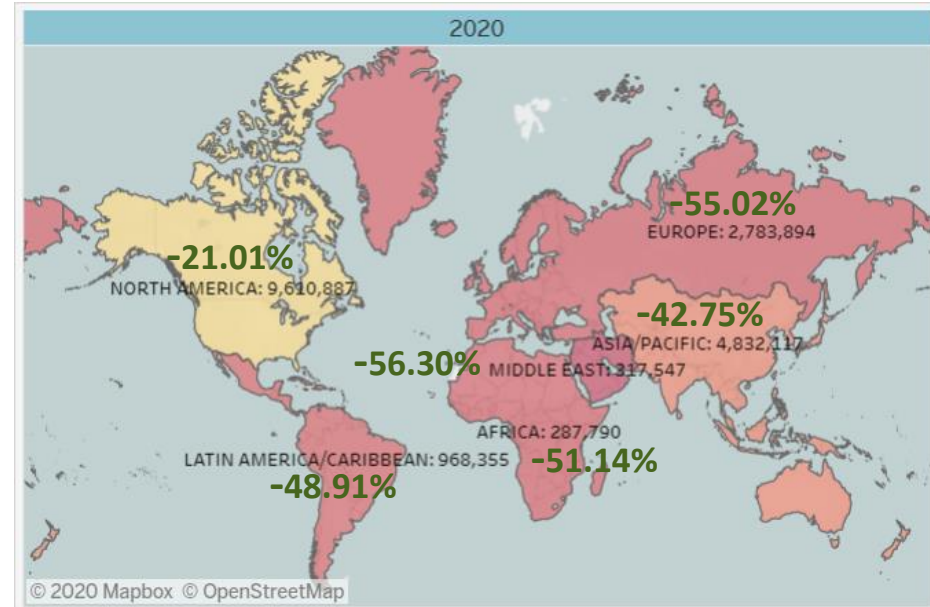 2020
-55.02%
EUROPE: 2,783,894
-21.01%
NORTH AMERICA: 9,610,887
-42.75%
ASIA/PACIFIC: 4,832,117
-56.30%
MIDDLE EAST: 317,547
AFRICA: 287,790
-51.14%
LATIN AMERICA/CARIBBEAN: 968,355
-48.91%
© 2020 Mapbox © OpenStreetMap